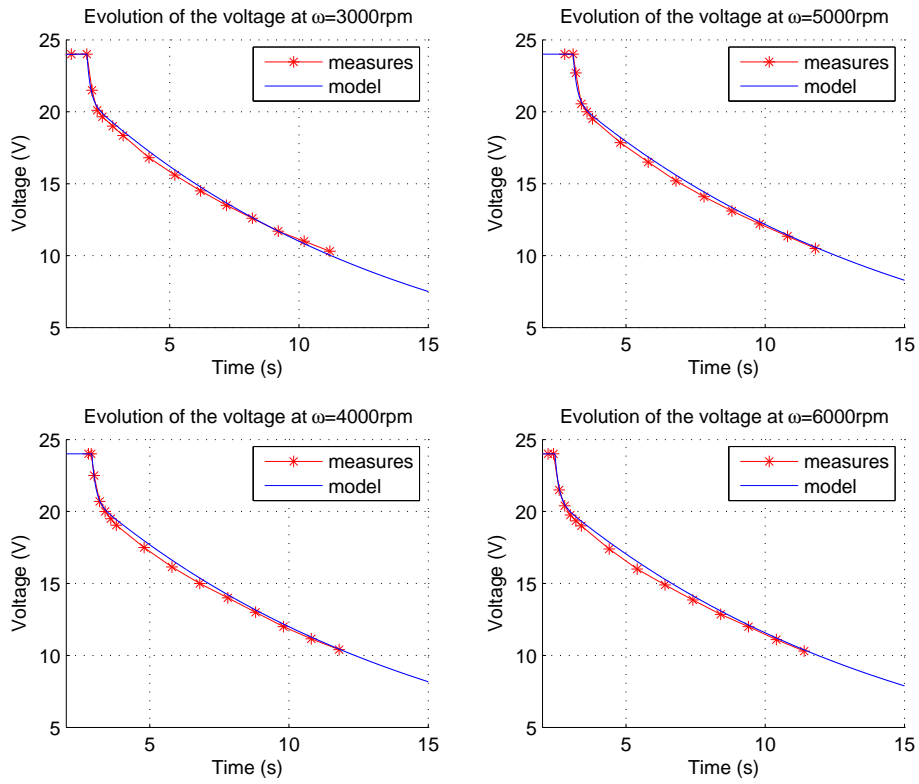 Evolution of the voltage at ω=3000rpm
25
20
15
10
5
Voltage (V)
5
10
15
Time (s)
measures
model
Evolution of the voltage at ω=5000rpm
25
20
15
10
5
Voltage (V)
5
10
15
Time (s)
measures
model
Evolution of the voltage at ω=4000rpm
25
20
15
10
5
Voltage (V)
5
10
15
Time (s)
measures
model
Evolution of the voltage at ω=6000rpm
25
20
15
10
5
Voltage (V)
5
10
15
Time (s)
measures
model